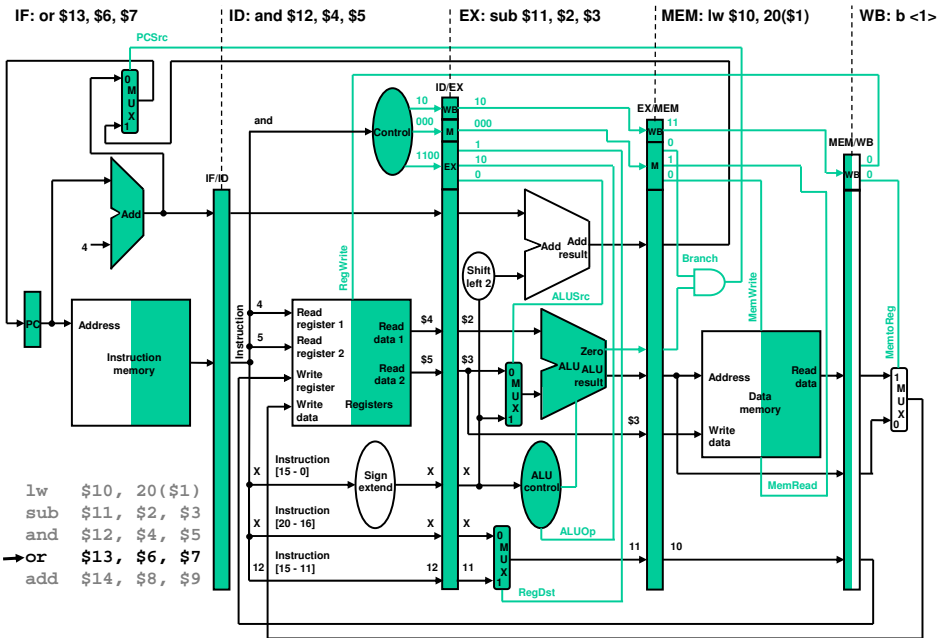 IF: or $13, $6, $7
ID: and $12, $4, $5
EX: sub $11, $2, $3
MEM: lw $10, 20($1)
WB: b <1>
PCSrc
0
M
U
X
1
ID/EX
10
WB
10
EX/MEM
and
Control
000
M
000
WB
11
1
0
MEM/WB
1100
EX
10
M
1
0
0
0
WB
0
IF/ID
Add
4
RegWrite
Add
Add
result
Shift
left 2
Branch
MemWrite
ALUSrc
MemtoReg
PC
Address
Instruction
memory
Instruction
4
Read
register 1
5
Read
register 2
Write
register
Write
data
Read
data 1
Read
data 2
Registers
$4
$2
$5
$3
0
M
U
X
1
Zero
ALU
ALU
result
Address
Read
data
Data
memory
Write
data
1
M
U
X
0
$3
Instruction
[15 - 0]
X
Sign
extend
X
X
ALU
control
MemRead
Instruction
[20 - 16]
X
X
X
0
M
U
X
1
ALUOp
Instruction
[15 - 11]
12
12
11
11
10
RegDst
lw $10, 20($1)
sub $11, $2, $3
and $12, $4, $5
or $13, $6, $7
add $14, $8, $9